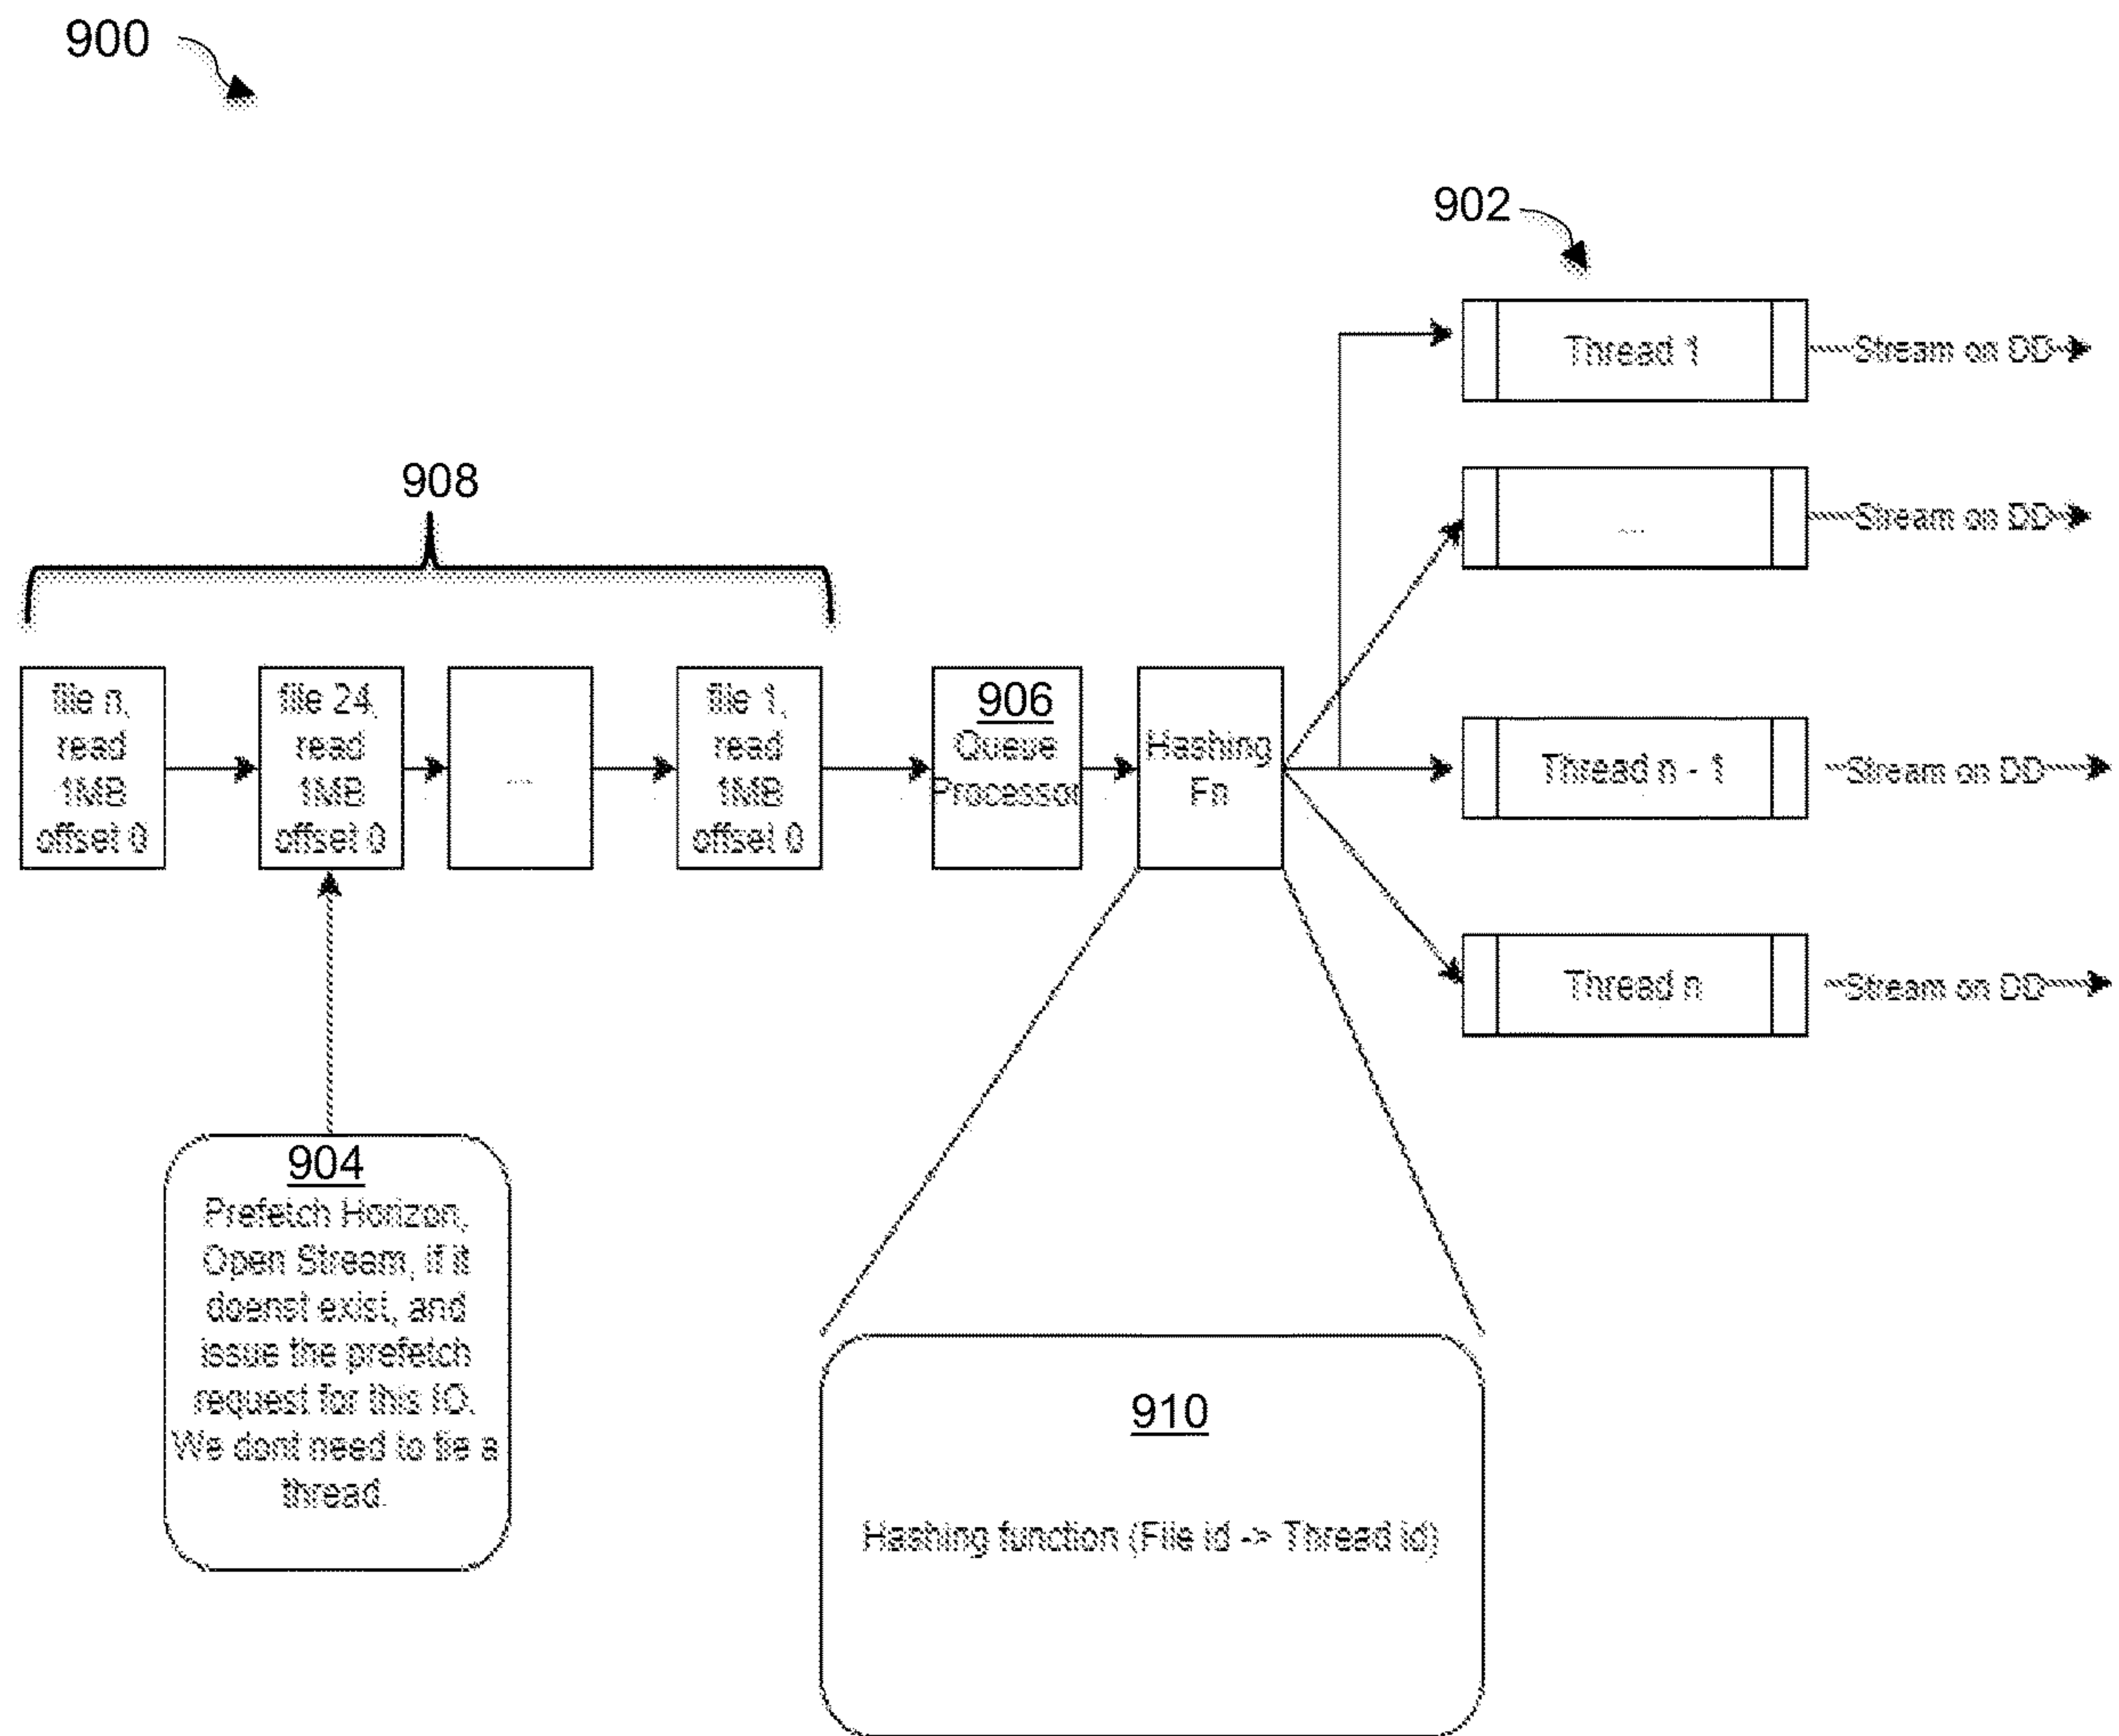 900
902
Thread 1
Stream on DD
...
Stream on DD
908
file n,
read
1MB
offset 0
file 24,
read
1MB
offset 0
...
file 1,
read
1MB
offset 0
906
Queue
Processor
Hashing
Fn
Thread n - 1
Stream on DD
Thread n
Stream on DD
904
Prefetch Horizon,
Open Stream, if it
doenst exist, and
issue the prefetch
request for this IO.
We dont need to tie a
thread.
910
Hashing function (File id -> Thread id)